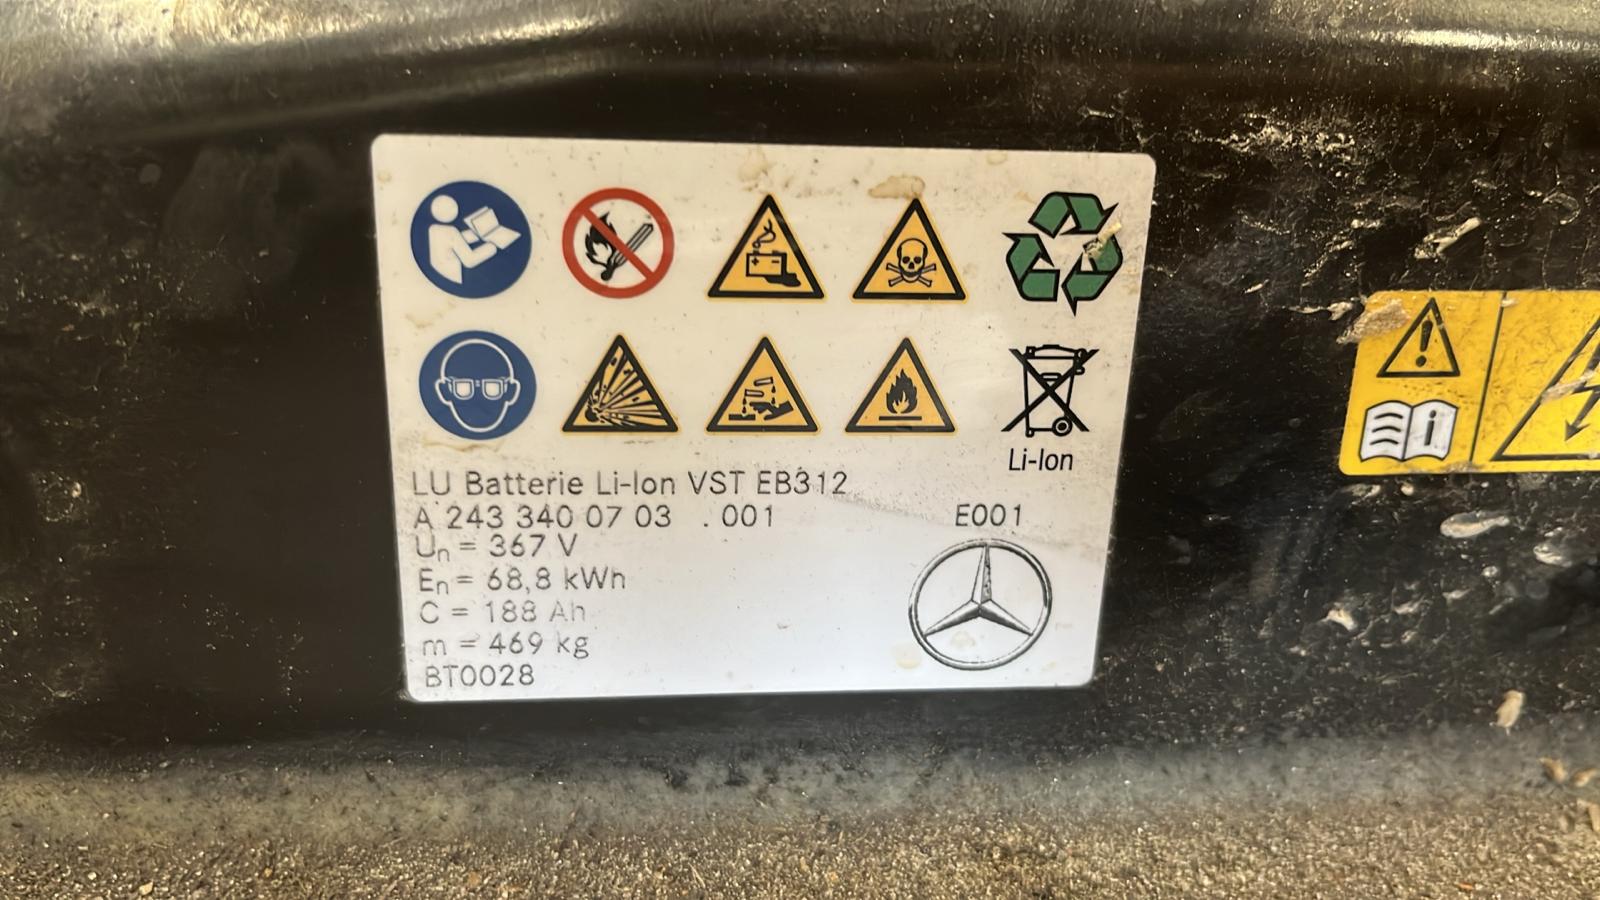 Li-Ion
LU Batterie Li-Ion VST EB312
A 243 340 07 03 .001 E001
Un = 367 V
En = 68,8 kWh
C = 188 Ah
m = 469 kg
BT0028